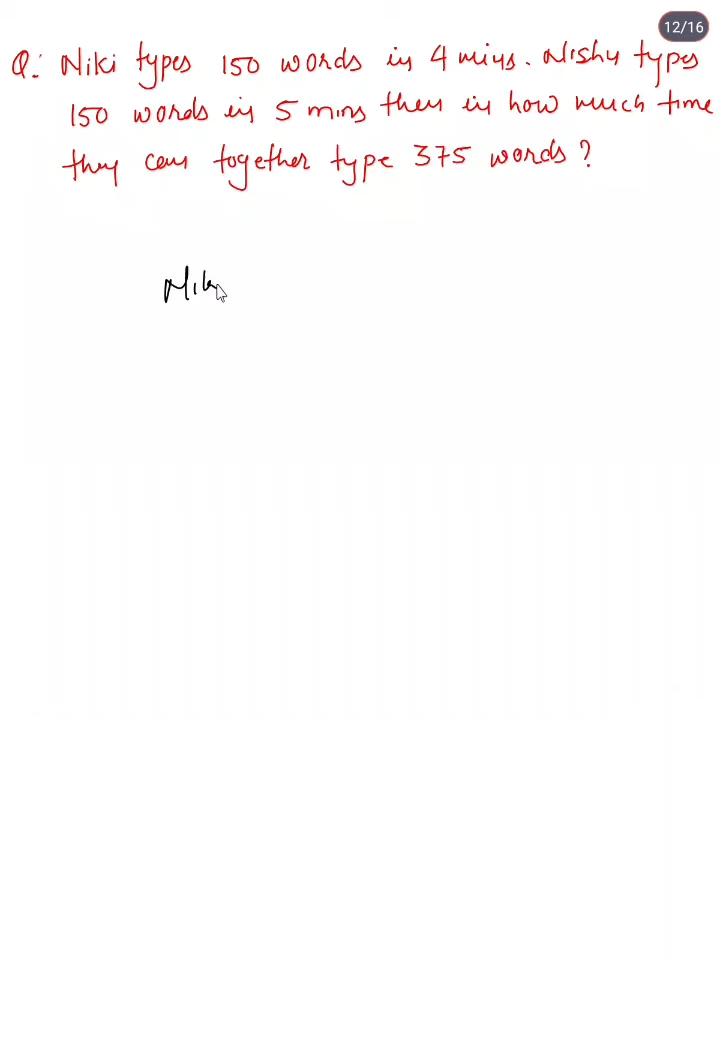 12/16
Q: Niki types 150 words in 4 mins. Nishu types
150 words in 5 mins then in how much time
they can together type 375 words?
Nik